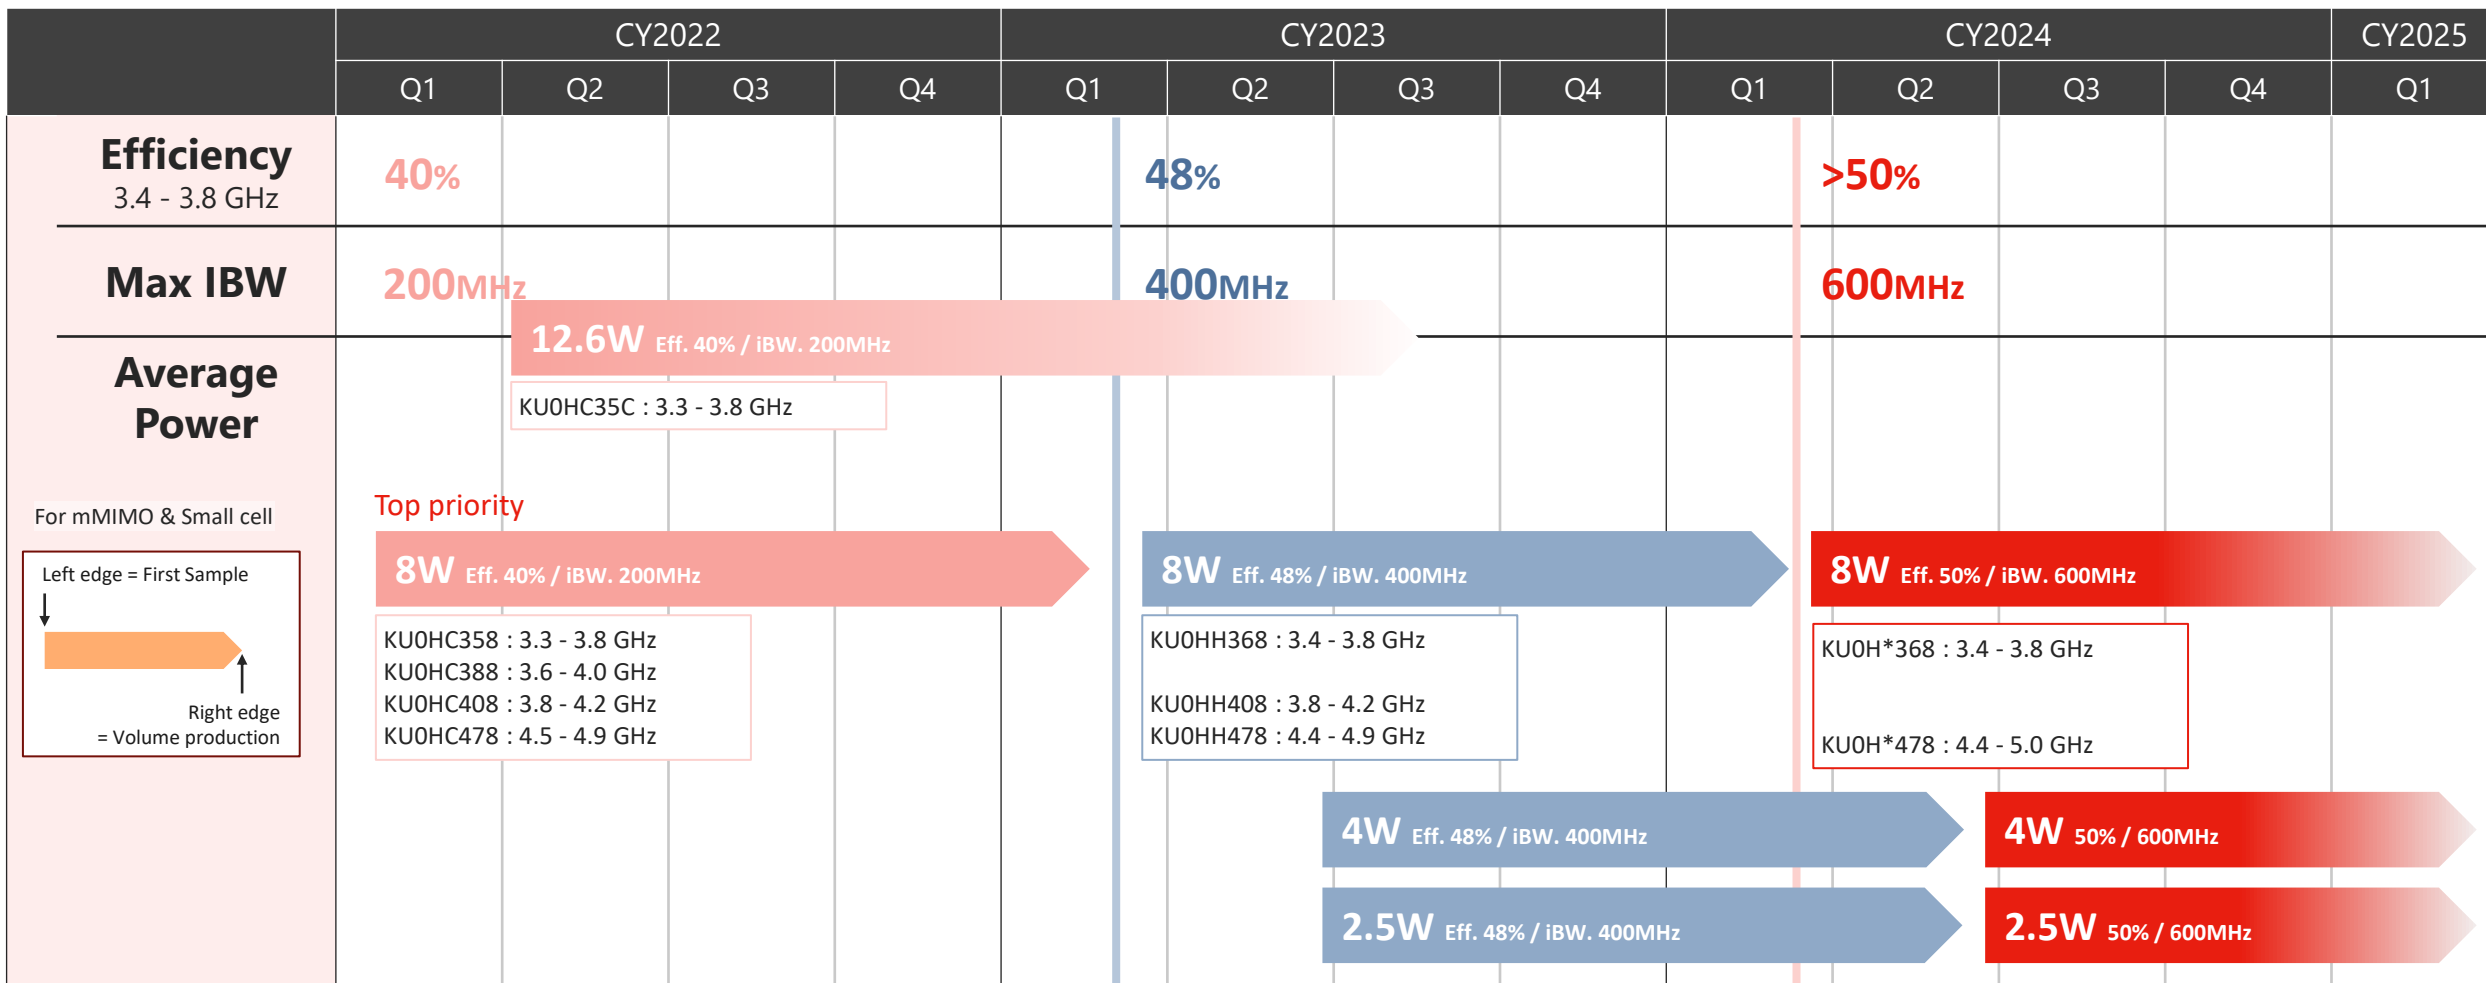 CY2022 CY2023 CY2024 CY2025
Q1 Q2 Q3 Q4 Q1 Q2 Q3 Q4 Q1 Q2 Q3 Q4 Q1
Efficiency
3.4 - 3.8 GHz
40% 48% >50%
Max IBW
200MHz 400MHz 600MHz
12.6W Eff. 40% / iBW. 200MHz
KU0HC35C : 3.3 - 3.8 GHz
Average
Power
For mMIMO & Small cell
Left edge = First Sample
Right edge
= Volume production
Top priority
8W Eff. 40% / iBW. 200MHz
KU0HC358 : 3.3 - 3.8 GHz
KU0HC388 : 3.6 - 4.0 GHz
KU0HC408 : 3.8 - 4.2 GHz
KU0HC478 : 4.5 - 4.9 GHz
8W Eff. 48% / iBW. 400MHz
KU0HH368 : 3.4 - 3.8 GHz
KU0HH408 : 3.8 - 4.2 GHz
KU0HH478 : 4.4 - 4.9 GHz
8W Eff. 50% / iBW. 600MHz
KU0H*368 : 3.4 - 3.8 GHz
KU0H*478 : 4.4 - 5.0 GHz
4W Eff. 48% / iBW. 400MHz
4W 50% / 600MHz
2.5W Eff. 48% / iBW. 400MHz
2.5W 50% / 600MHz